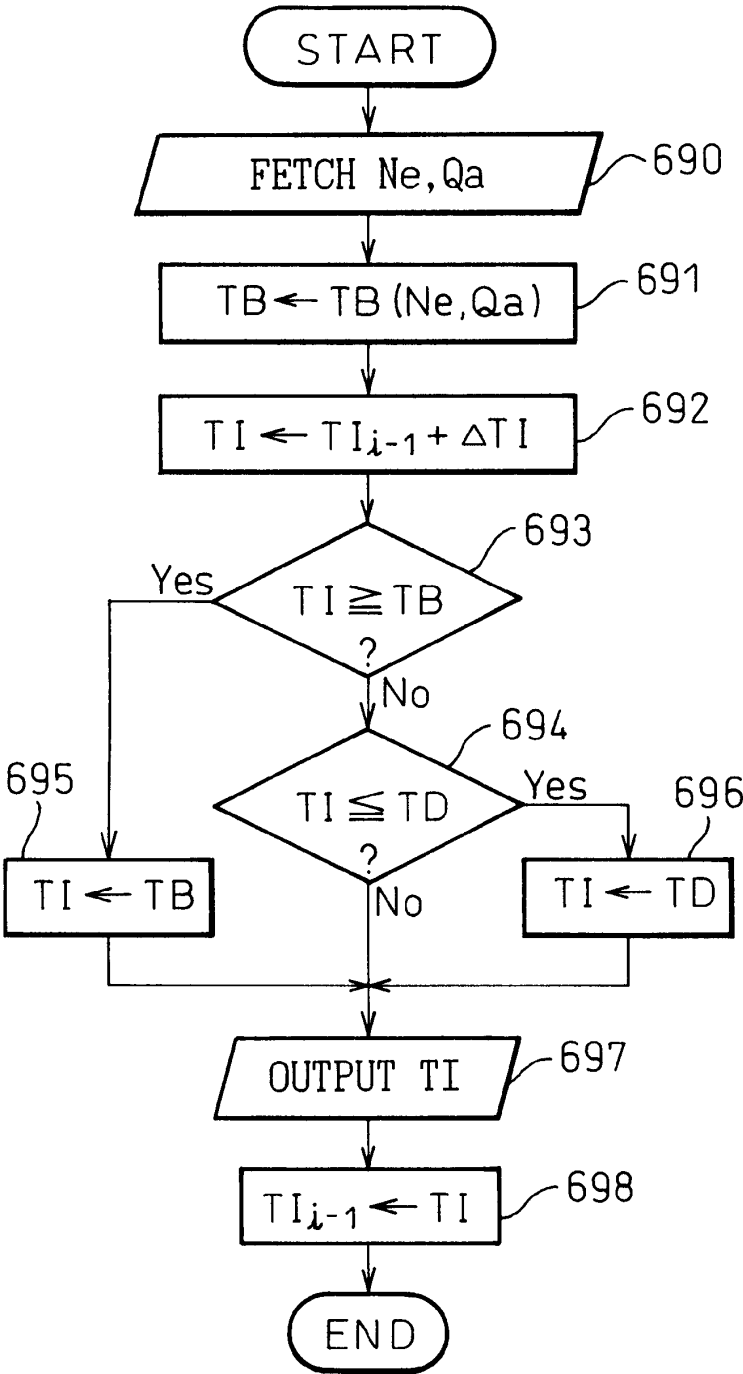 START
FETCH Ne,Qa
690
TB ← TB (Ne,Qa)
691
TI ← TIi-1 + △TI
692
693
Yes
TI ≧ TB
?
No
694
TI ≦ TD
?
Yes
No
695
TI ← TB
696
TI ← TD
OUTPUT TI
697
TIi-1 ← TI
698
END